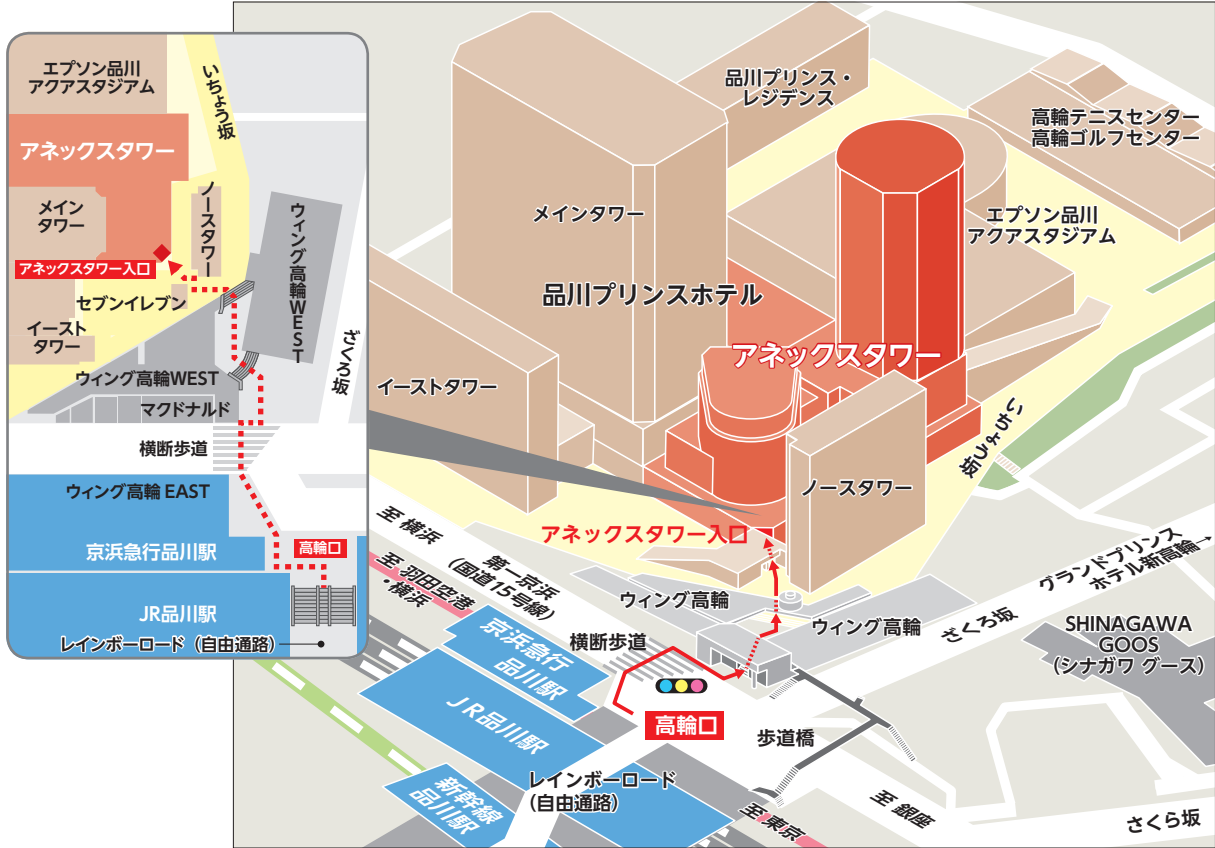 エプソン品川
アクアスタジアム
いちょう坂
アネックスタワー
メイン
タワー
ノースタワー
ウィング高輪WEST
アネックスタワー入口
セブンイレブン
イースト
タワー
ざくろ坂
ウィング高輪WEST
マクドナルド
横断歩道
ウィング高輪 EAST
高輪口
京浜急行品川駅
JR品川駅
レインボーロード（自由通路）
品川プリンス・
レジデンス
高輪テニスセンター
高輪ゴルフセンター
メインタワー
エプソン品川
アクアスタジアム
品川プリンスホテル
アネックスタワー
イーストタワー
いちょう坂
ノースタワー
アネックスタワー入口
至 横浜
第一京浜
（国道15号線）
至 羽田空港
・横浜
グランドプリンス
ホテル新高輪→
ウィング高輪
ウィング高輪
ざくろ坂
SHINAGAWA
GOOS
（シナガワ グース）
横断歩道
京浜急行
品川駅
JR品川駅
高輪口
歩道橋
レインボーロード
（自由通路）
新幹線
品川駅
至 東京
至 銀座
さくら坂